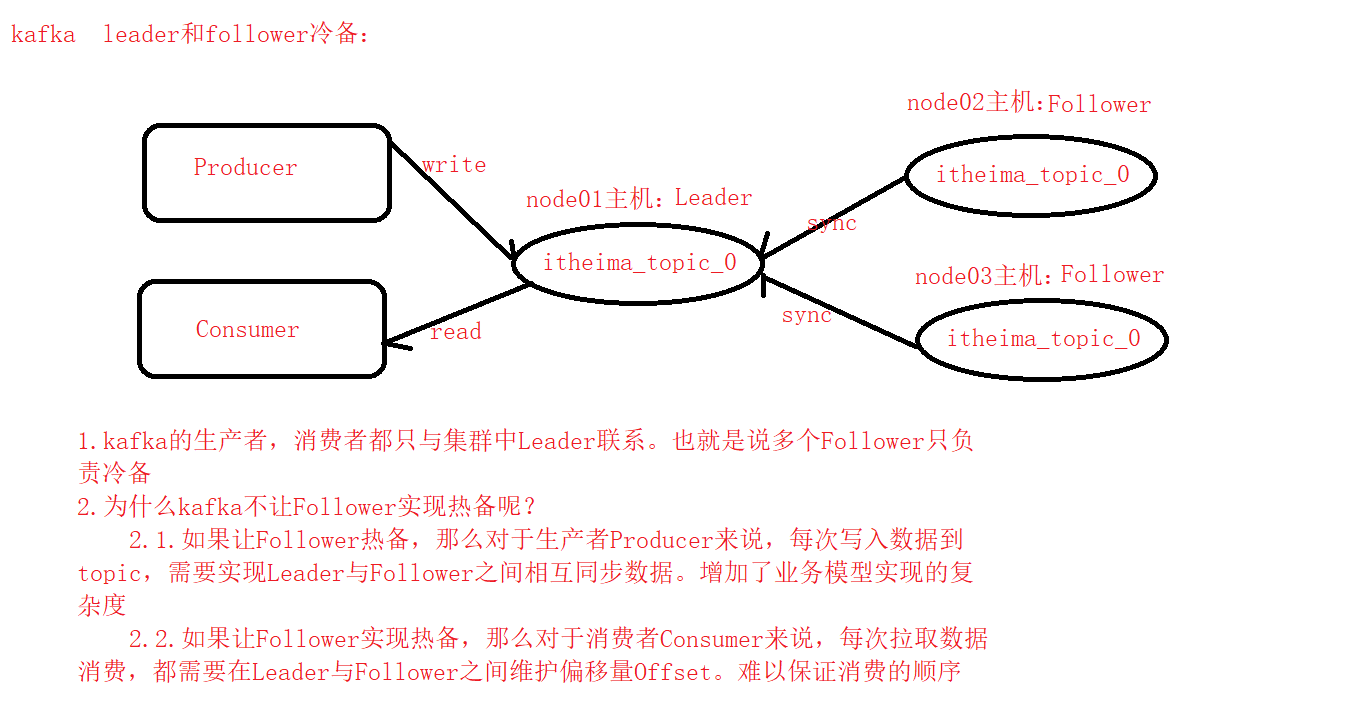 kafka  leader和follower冷备:
node02主机:Follower
Producer
write
itheima_topic_0
node01主机: Leader
sync
itheima_topic_0
node03主机: Follower
Consumer
read
sync
itheima_topic_0
1.kafka的生产者，消费者都只与集群中Leader联系。也就是说多个Follower只负
责冷备
2.为什么kafka不让Follower实现热备呢?
2.1.如果让Follower热备，那么对于生产者Producer来说，每次写入数据到
topic，需要实现Leader与Follower之间相互同步数据。增加了业务模型实现的复
杂度
2.2.如果让Follower实现热备，那么对于消费者Consumer来说，每次拉取数据
消费，都需要在Leader与Follower之间维护偏移量Offset。难以保证消费的顺序